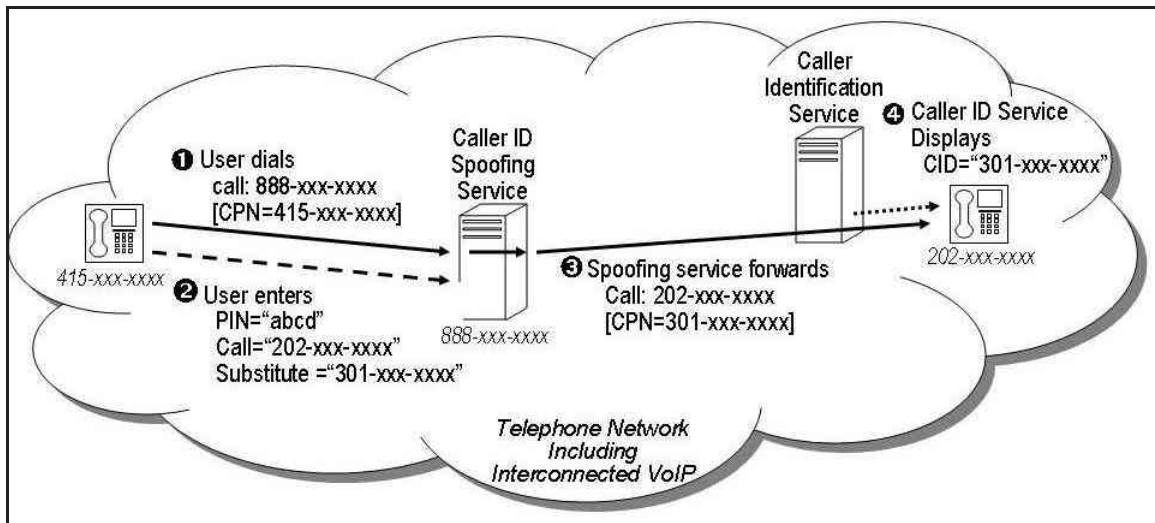 ❶ User dials
call: 888-xxx-xxxx
[CPN=415-xxx-xxxx]
415-xxx-xxxx
❷ User enters
PIN="abcd"
Call="202-xxx-xxxx"
Substitute ="301-xxx-xxxx"
Caller ID
Spoofing
Service
888-xxx-xxxx
❸ Spoofing service forwards
Call: 202-xxx-xxxx
[CPN=301-xxx-xxxx]
Caller
Identification
Service
❹ Caller ID Service
Displays
CID="301-xxx-xxxx"
202-xxx-xxxx
Telephone Network
Including
Interconnected VoIP